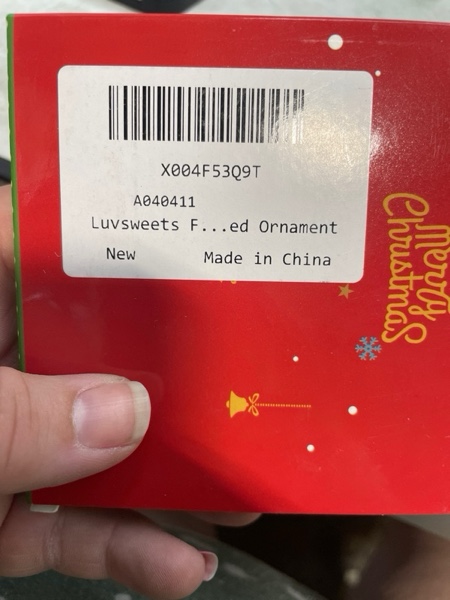 X004F53Q9T
A040411
Luvsweets F...ed Ornament
New Made in China
Merry
Christmas